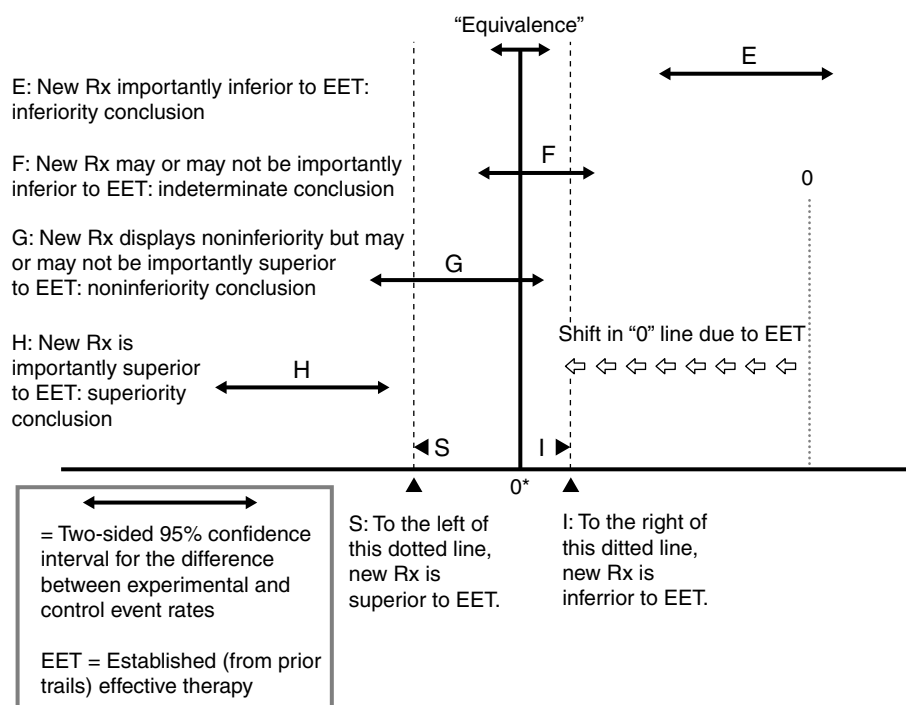 “Equivalence”
E
E: New Rx importantly inferior to EET:
inferiority conclusion
F: New Rx may or may not be importantly
inferior to EET: indeterminate conclusion
F
0
G: New Rx displays noninferiority but may
or may not be importantly superior
to EET: noninferiority conclusion
G
H: New Rx is
importantly superior
to EET: superiority
conclusion
H
Shift in “0” line due to EET
S
I
0*
= Two-sided 95% confidence
interval for the difference
between experimental and
control event rates
EET = Established (from prior
trails) effective therapy
S: To the left of
this dotted line,
new Rx is
superior to EET.
I: To the right of
this ditted line,
new Rx is
inferrior to EET.